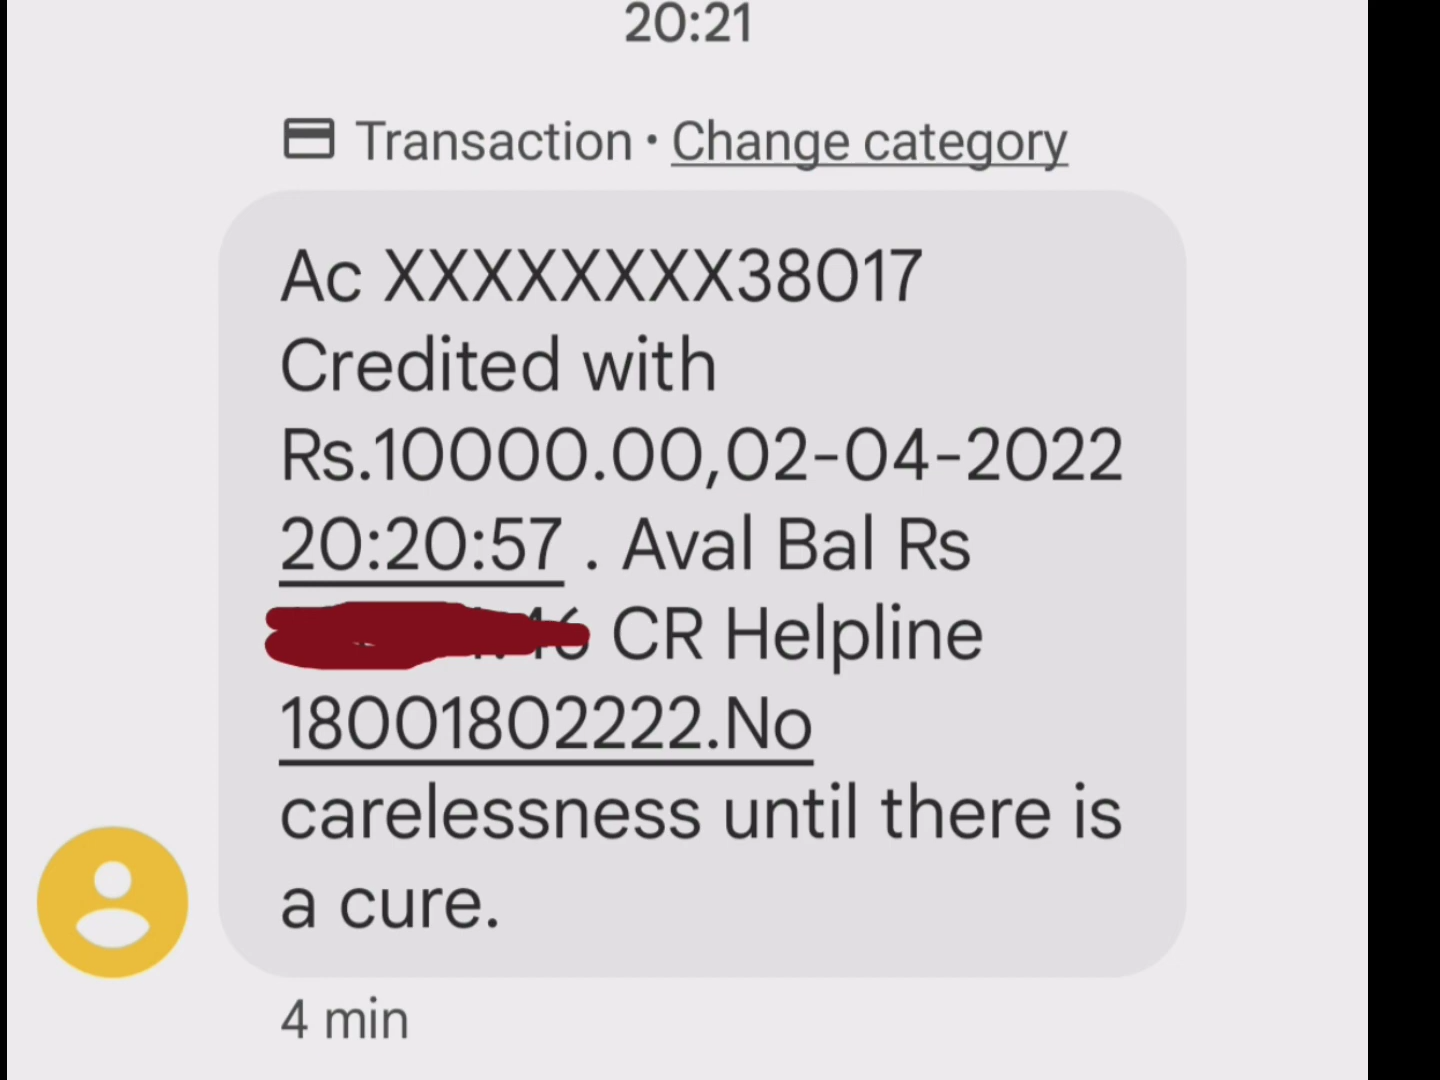 20:21
Transaction • Change category
Ac XXXXXXXX38017
Credited with
Rs.10000.00,02-04-2022
20:20:57 . Aval Bal Rs
CR Helpline
18001802222.No
carelessness until there is
a cure.
4 min